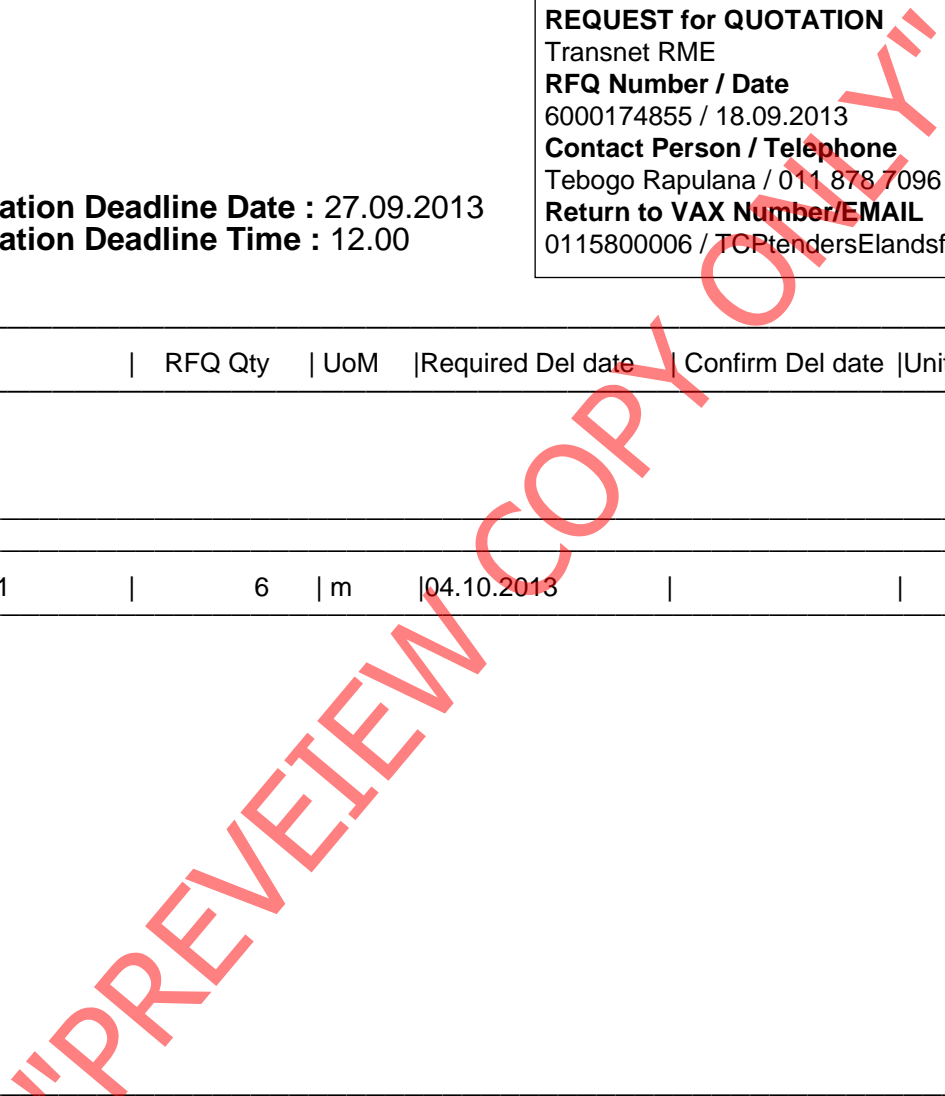 REQUEST for QUOTATION
Transnet RME
RFQ Number / Date
6000174855 / 18.09.2013
Contact Person / Telephone
Tebogo Rapulana / 011 878 7096
Return to VAX Number/EMAIL
0115800006 / TCPtendersElandsf
ation Deadline Date : 27.09.2013
ation Deadline Time : 12.00
| RFQ Qty | UoM |Required Del date | Confirm Del date |Unit
1 | 6 | m |04.10.2013 | |
"PREVEIEW COPY ONLY"